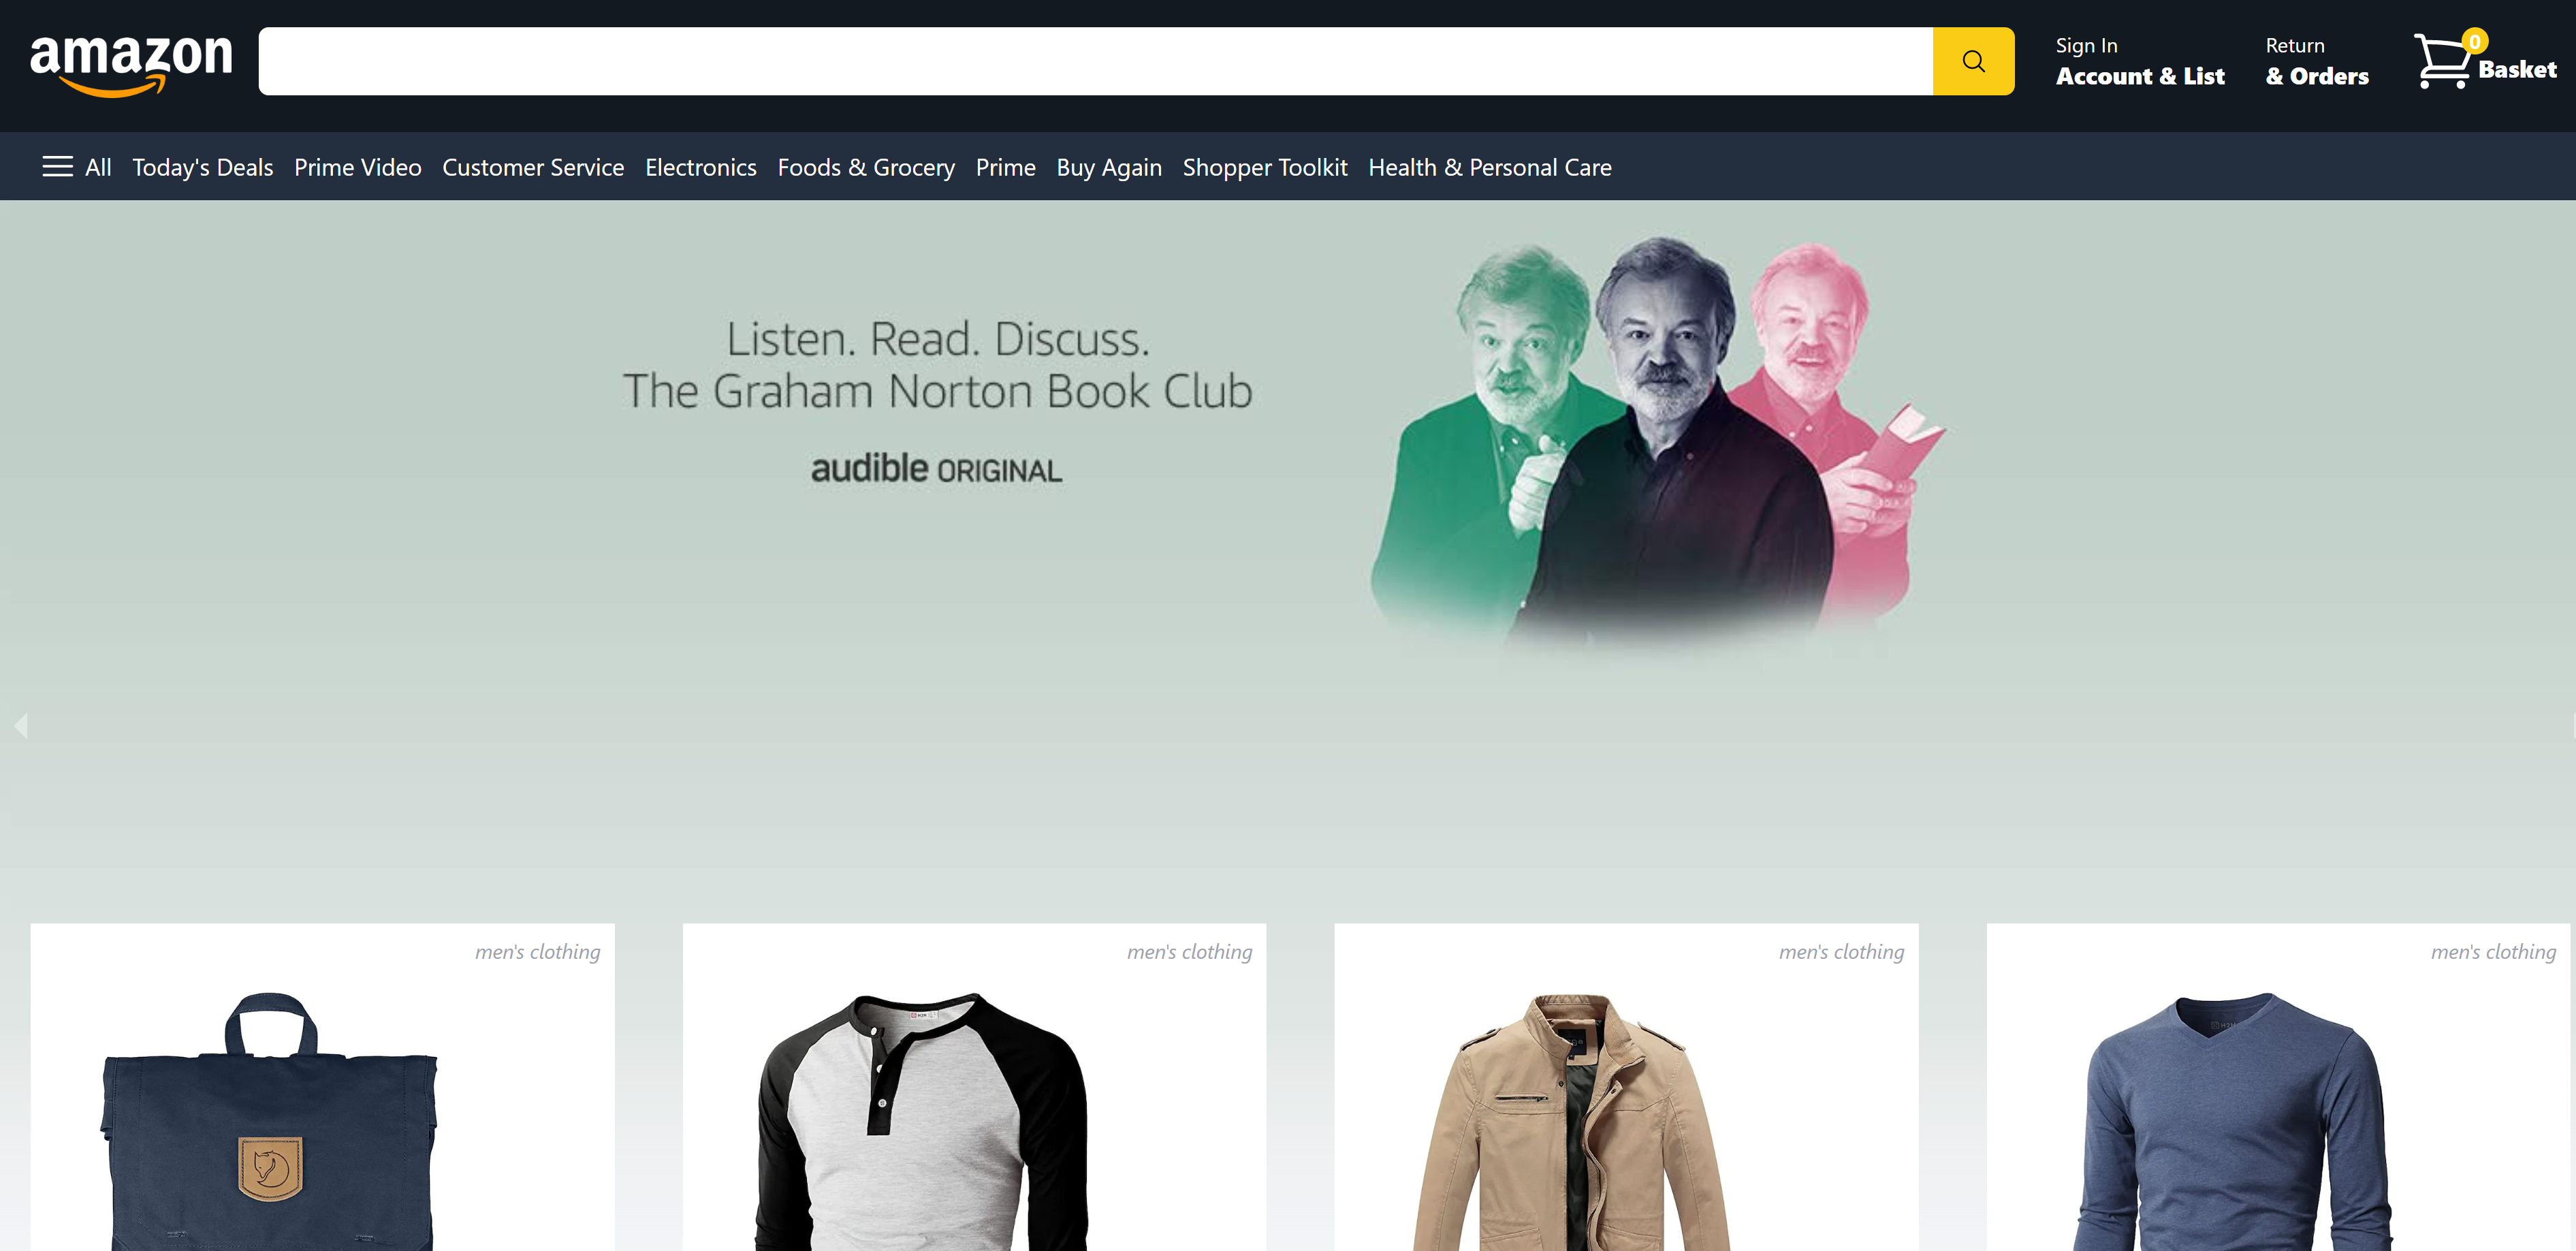 amazon
Sign In
Account & List
Return
& Orders
0
Basket
All Today's Deals Prime Video Customer Service Electronics Foods & Grocery Prime Buy Again Shopper Toolkit Health & Personal Care
Listen. Read. Discuss.
The Graham Norton Book Club
audible ORIGINAL
men's clothing
men's clothing
men's clothing
men's clothing